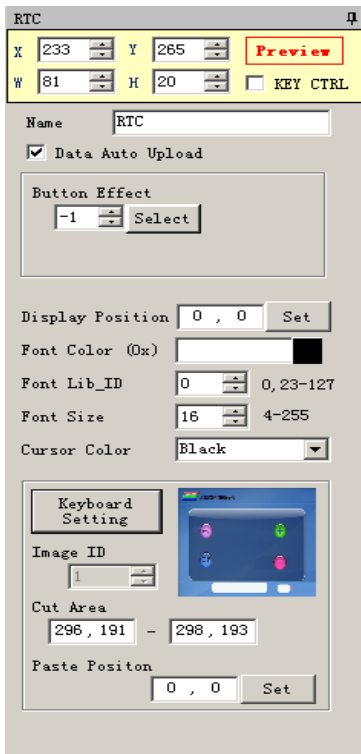 RTC
X 233 Y 265 Preview
W 81 H 20 KEY CTRL
Name RTC
Data Auto Upload
Button Effect
-1 Select
Display Position 0 , 0 Set
Font Color (0x)
Font Lib_ID 0 0,23-127
Font Size 16 4-255
Cursor Color Black
Keyboard Setting
Image ID
1
Cut Area
296 , 191 - 298 , 193
Paste Positon
0 , 0 Set